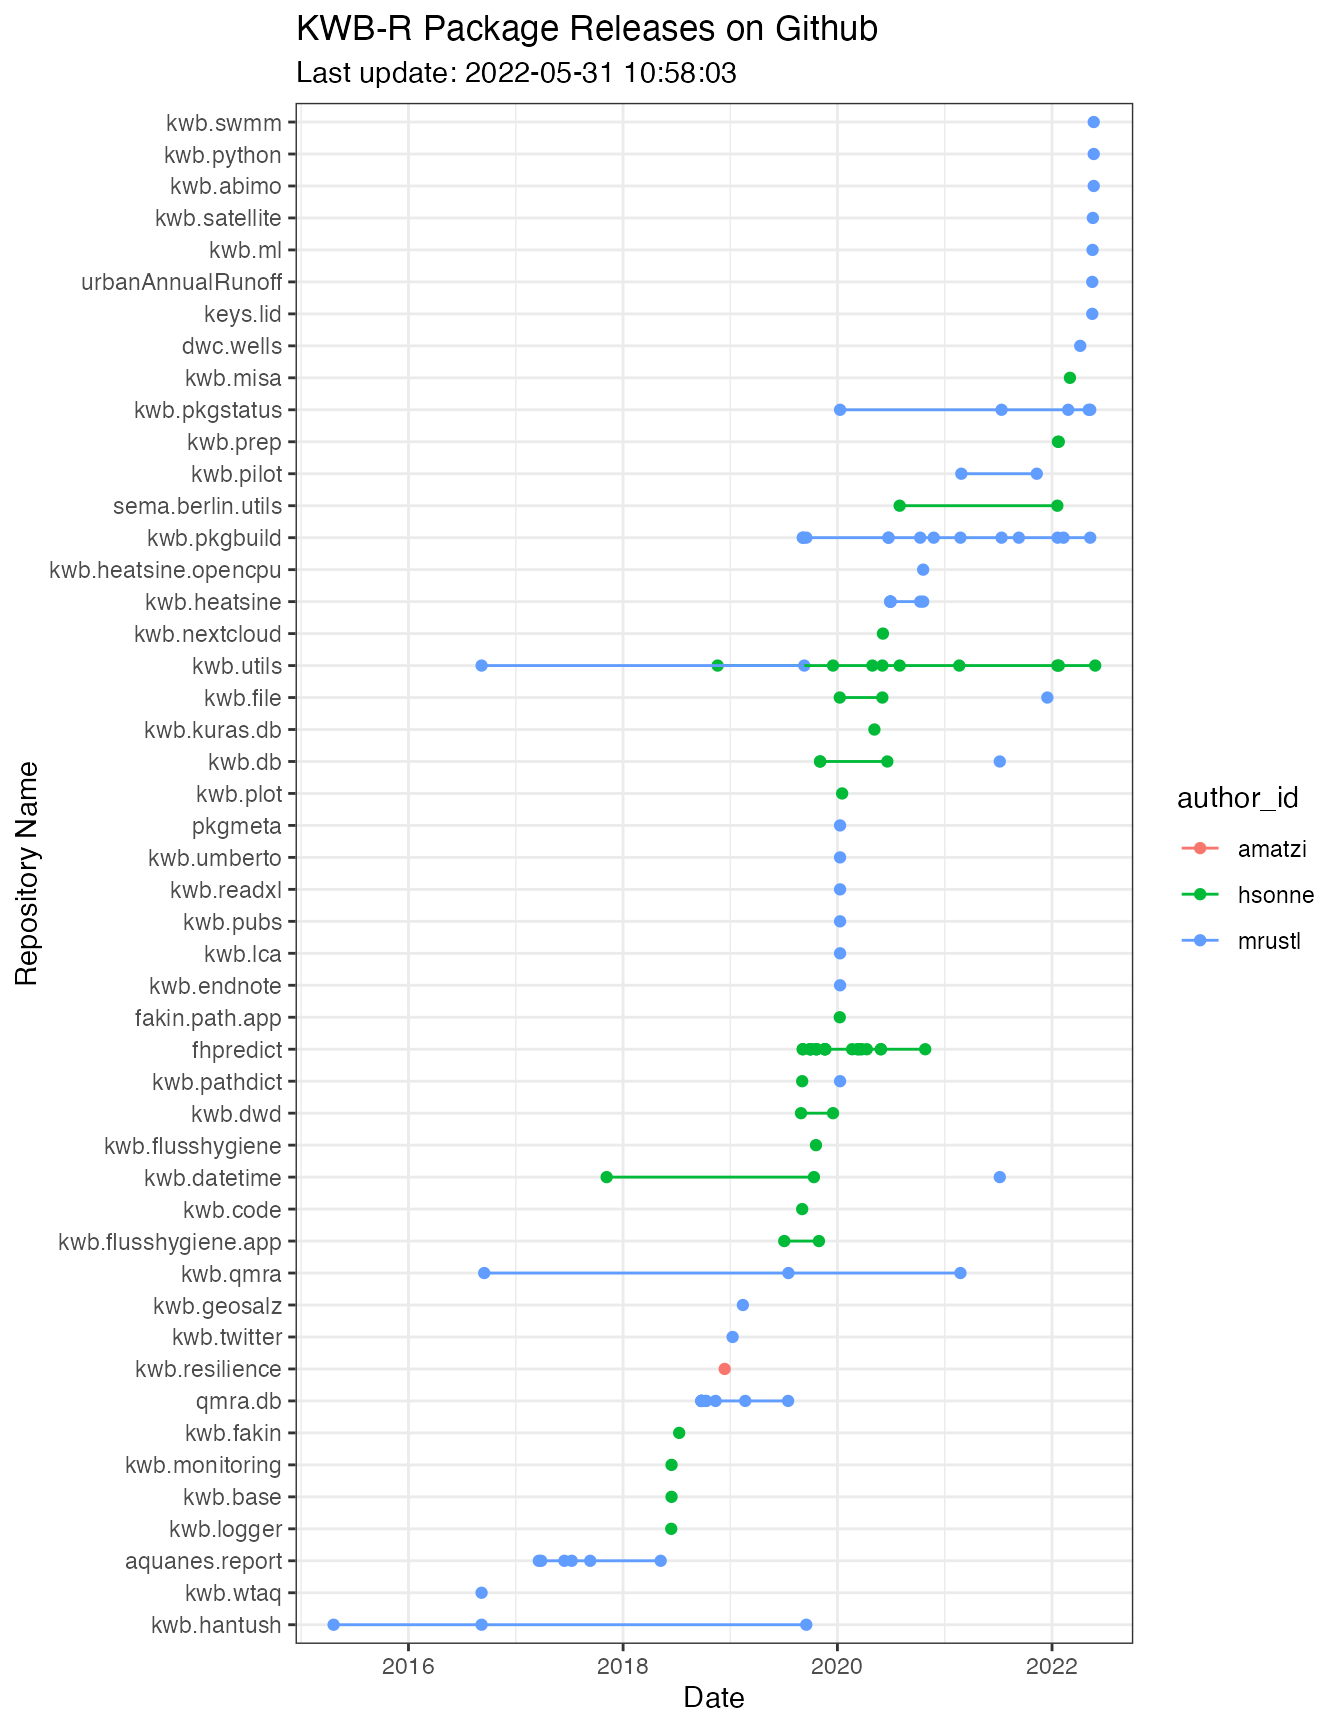 KWB-R Package Releases on Github
Last update: 2022-05-31 10:58:03
Repository Name
kwb.swmm
kwb.python
kwb.abimo
kwb.satellite
kwb.ml
urbanAnnualRunoff
keys.lid
dwc.wells
kwb.misa
kwb.pkgstatus
kwb.prep
kwb.pilot
sema.berlin.utils
kwb.pkgbuild
kwb.heatsine.opencpu
kwb.heatsine
kwb.nextcloud
kwb.utils
kwb.file
kwb.kuras.db
kwb.db
kwb.plot
pkgmeta
kwb.umberto
kwb.readxl
kwb.pubs
kwb.lca
kwb.endnote
fakin.path.app
fhpredict
kwb.pathdict
kwb.dwd
kwb.flusshygiene
kwb.datetime
kwb.code
kwb.flusshygiene.app
kwb.qmra
kwb.geosalz
kwb.twitter
kwb.resilience
qmra.db
kwb.fakin
kwb.monitoring
kwb.base
kwb.logger
aquanes.report
kwb.wtaq
kwb.hantush
2016 2018 2020 2022
Date
author_id
amatzi
hsonne
mrustl